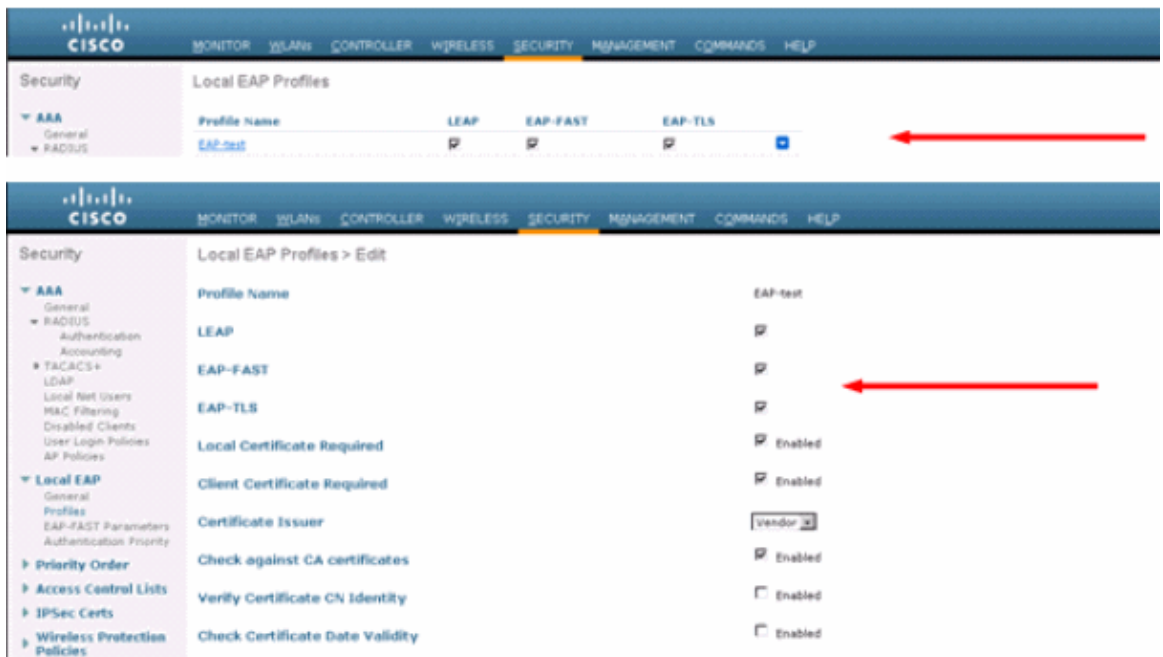 CISCO
MONITOR WLANs CONTROLLER WIRELESS SECURITY MANAGEMENT COMMANDS HELP
Security
Local EAP Profiles
AAA
General
RADIUS
Profile Name LEAP EAP-FAST EAP-TLS
EAP-test
CISCO
MONITOR WLANs CONTROLLER WIRELESS SECURITY MANAGEMENT COMMANDS HELP
Security
AAA
General
RADIUS
Authentication
Accounting
TACACS+
LDAP
Local Net Users
MAC Filtering
Disabled Clients
User Login Policies
AP Policies
Local EAP
General
Profiles
EAP-FAST Parameters
Authentication Priority
Priority Order
Access Control Lists
IPSec Certs
Wireless Protection
Policies
Local EAP Profiles > Edit
Profile Name EAP-test
LEAP
EAP-FAST
EAP-TLS
Local Certificate Required Enabled
Client Certificate Required Enabled
Certificate Issuer Vendor
Check against CA certificates Enabled
Verify Certificate CN Identity Enabled
Check Certificate Date Validity Enabled